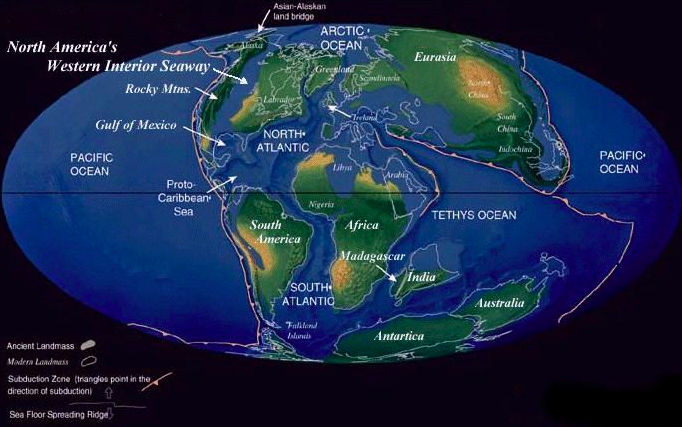 Asian-Alaskan
land bridge
ARCTIC
OCEAN
North America's
Western Interior Seaway
Alaska
Greenland
Scandinavia
Eurasia
Rocky Mtns.
Labrador
North
China
Gulf of Mexico
Ireland
South
China
NORTH
ATLANTIC
Indochina
PACIFIC
OCEAN
PACIFIC
OCEAN
Libya
Arabia
Proto-
Caribbean
Sea
Nigeria
TETHYS OCEAN
South
America
Africa
Madagascar
India
SOUTH
ATLANTIC
Australia
Falkland
Islands
Antartica
Ancient Landmass
Modern Landmass
Subduction Zone (triangles point in the
direction of subduction)
Sea Floor Spreading Ridge